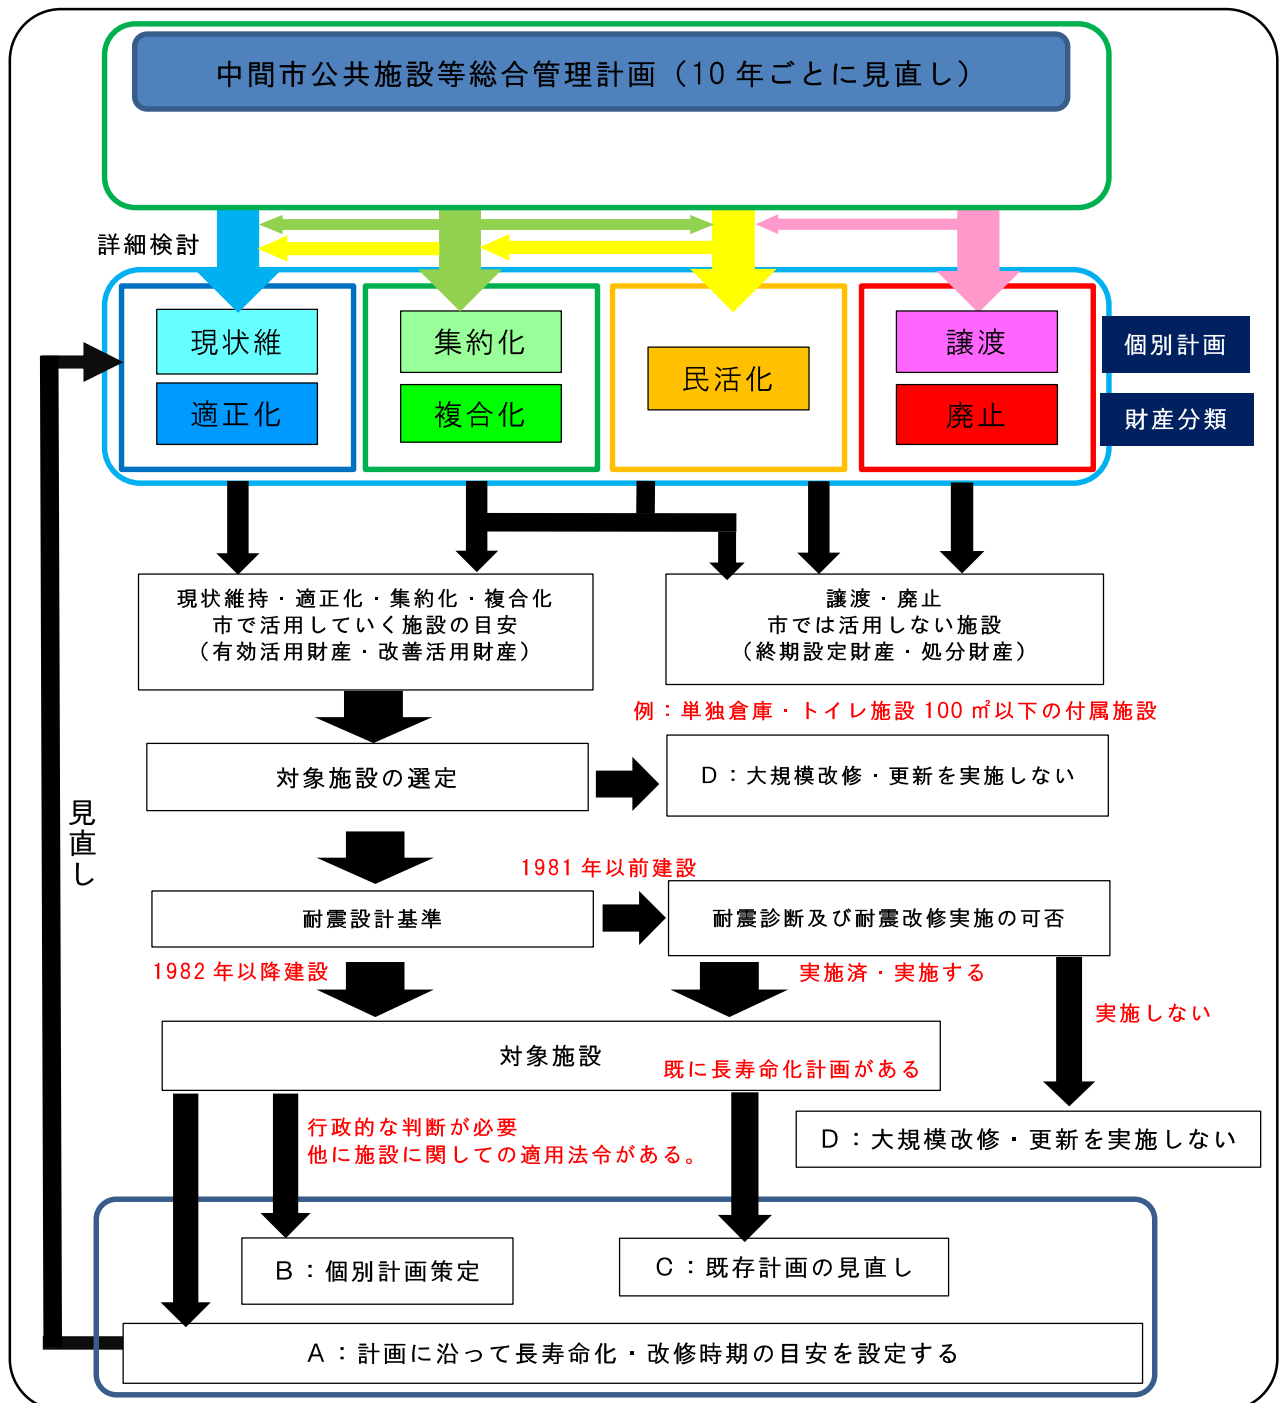 中間市公共施設等総合管理計画（10 年ごとに見直し）
詳細検討
現状維
集約化
民活化
譲渡
個別計画
適正化
複合化
廃止
財産分類
現状維持・適正化・集約化・複合化
市で活用していく施設の目安
（有効活用財産・改善活用財産）
譲渡・廃止
市では活用しない施設
（終期設定財産・処分財産）
例：単独倉庫・トイレ施設 100 ㎡以下の付属施設
対象施設の選定
Ｄ：大規模改修・更新を実施しない
見直し
1981 年以前建設
耐震設計基準
耐震診断及び耐震改修実施の可否
1982 年以降建設
実施済・実施する
実施しない
対象施設
既に長寿命化計画がある
行政的な判断が必要
他に施設に関しての適用法令がある。
Ｄ：大規模改修・更新を実施しない
Ｂ：個別計画策定
Ｃ：既存計画の見直し
Ａ：計画に沿って長寿命化・改修時期の目安を設定する